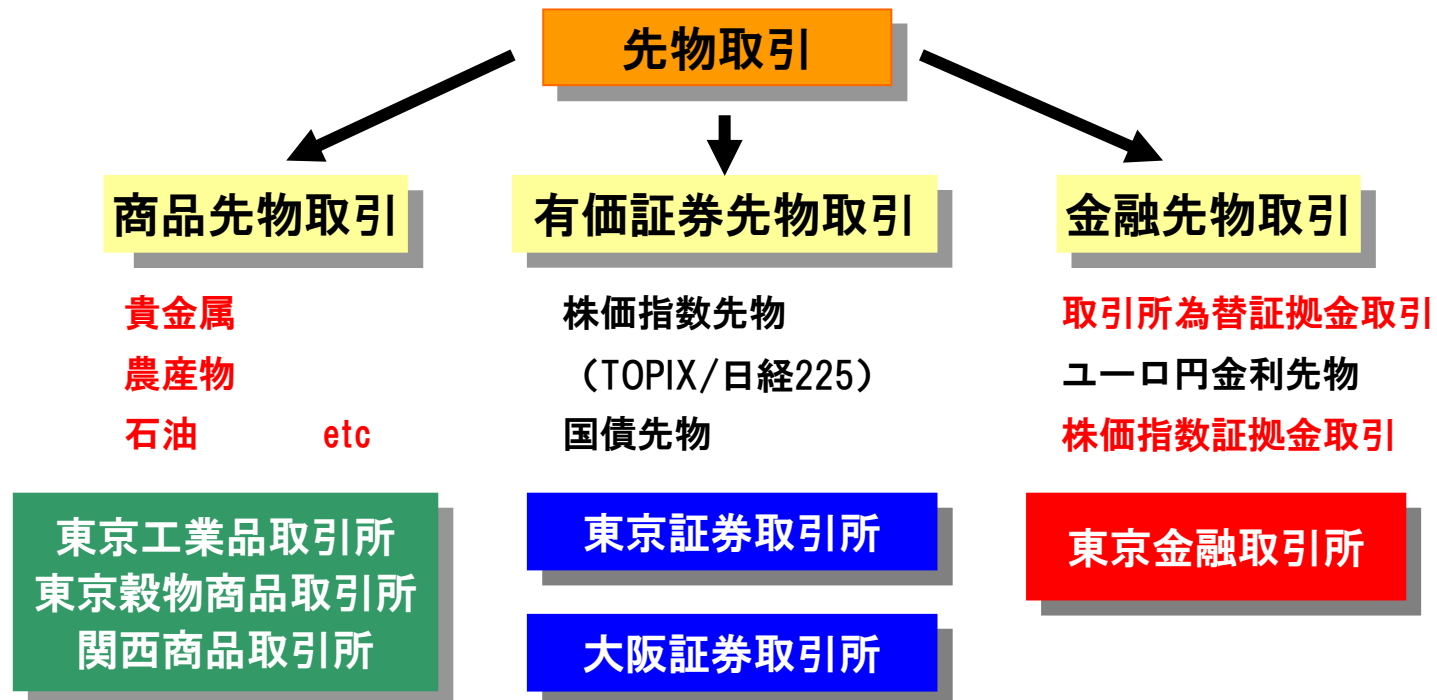 先物取引
商品先物取引
貴金属
農産物
石油 etc
東京工業品取引所
東京穀物商品取引所
関西商品取引所
有価証券先物取引
株価指数先物
（TOPIX/日経225）
国債先物
東京証券取引所
大阪証券取引所
金融先物取引
取引所為替証拠金取引
ユーロ円金利先物
株価指数証拠金取引
東京金融取引所